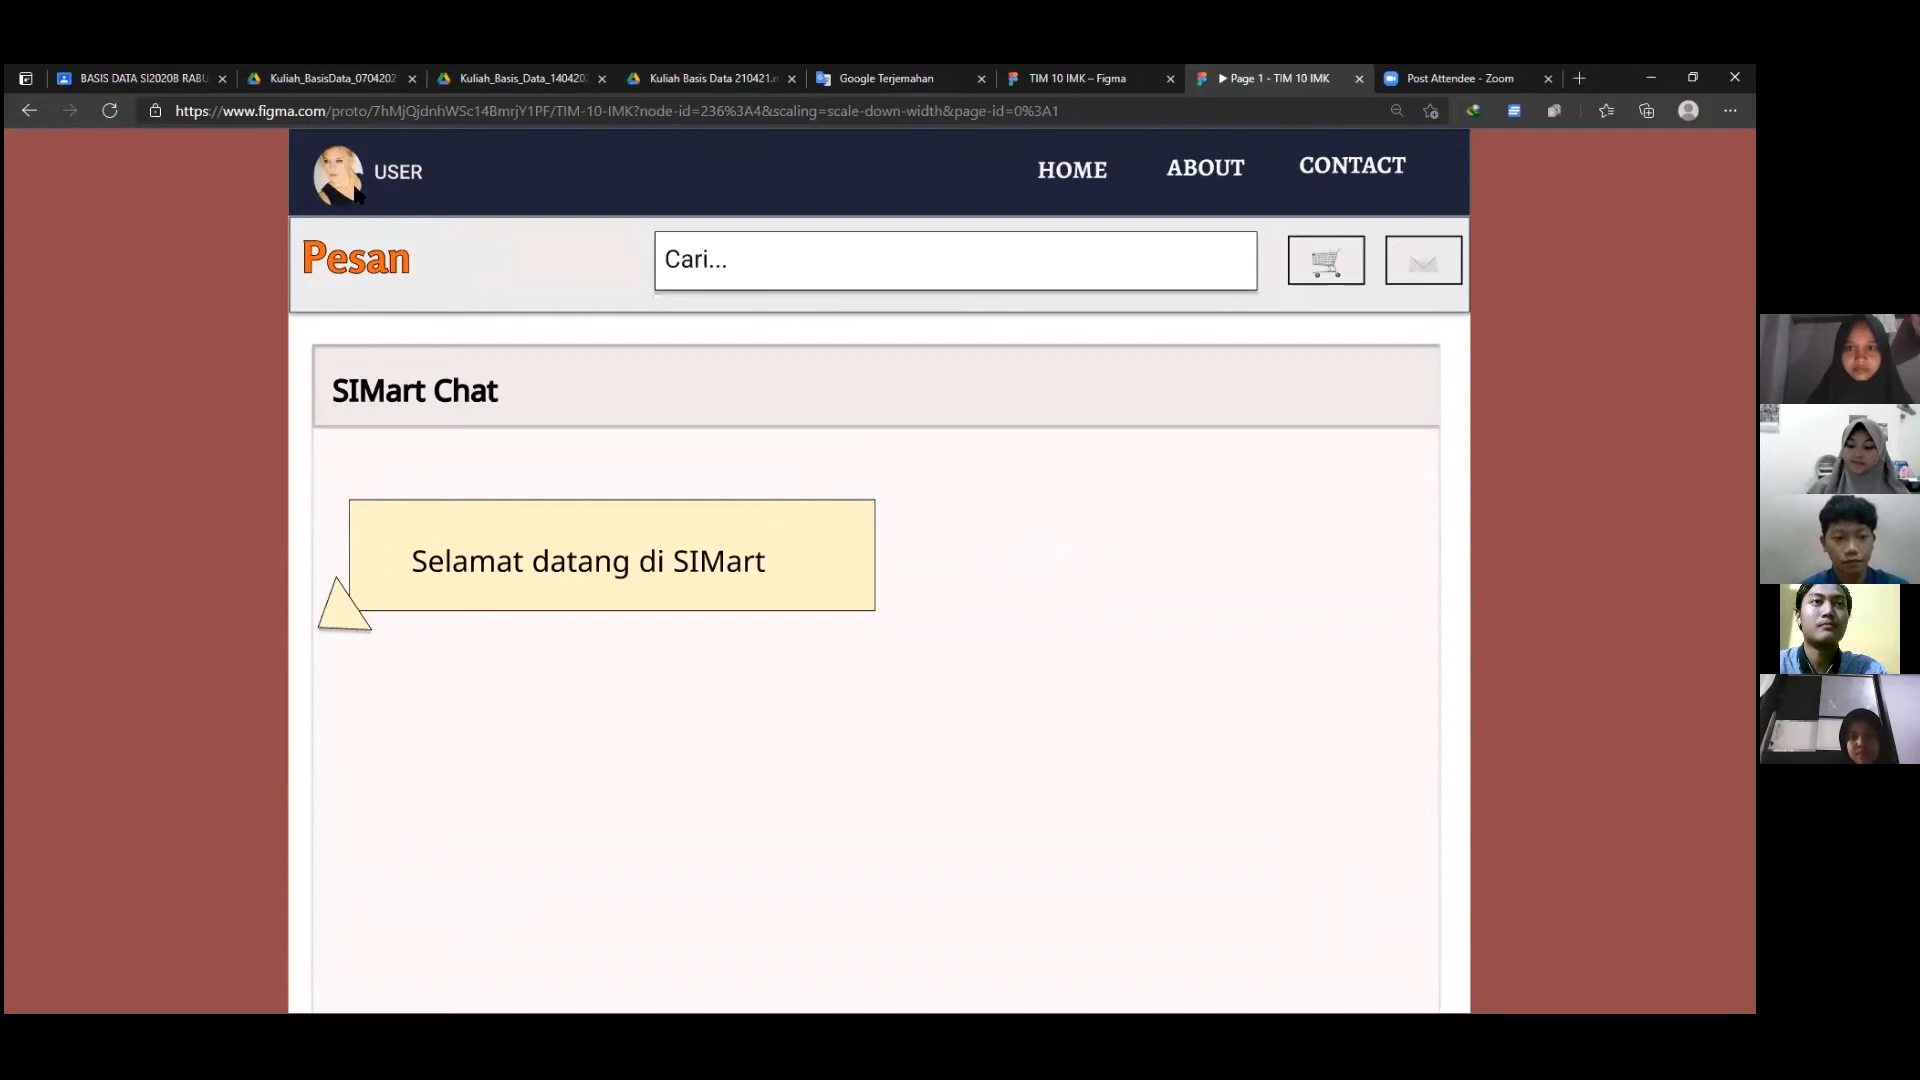 BASIS DATA SI2020B RABU
Kuliah_BasisData_0704202
Kuliah_Basis_Data_1404202
Kuliah Basis Data 210421.m
Google Terjemahan
TIM 10 IMK – Figma
Page 1 - TIM 10 IMK
Post Attendee - Zoom
https://www.figma.com/proto/7hMjQjdnhWSc14BmrjY1PF/TIM-10-IMK?node-id=236%3A4&scaling=scale-down-width&page-id=0%3A1
USER
HOME
ABOUT
CONTACT
Pesan
Cari...
SIMart Chat
Selamat datang di SIMart